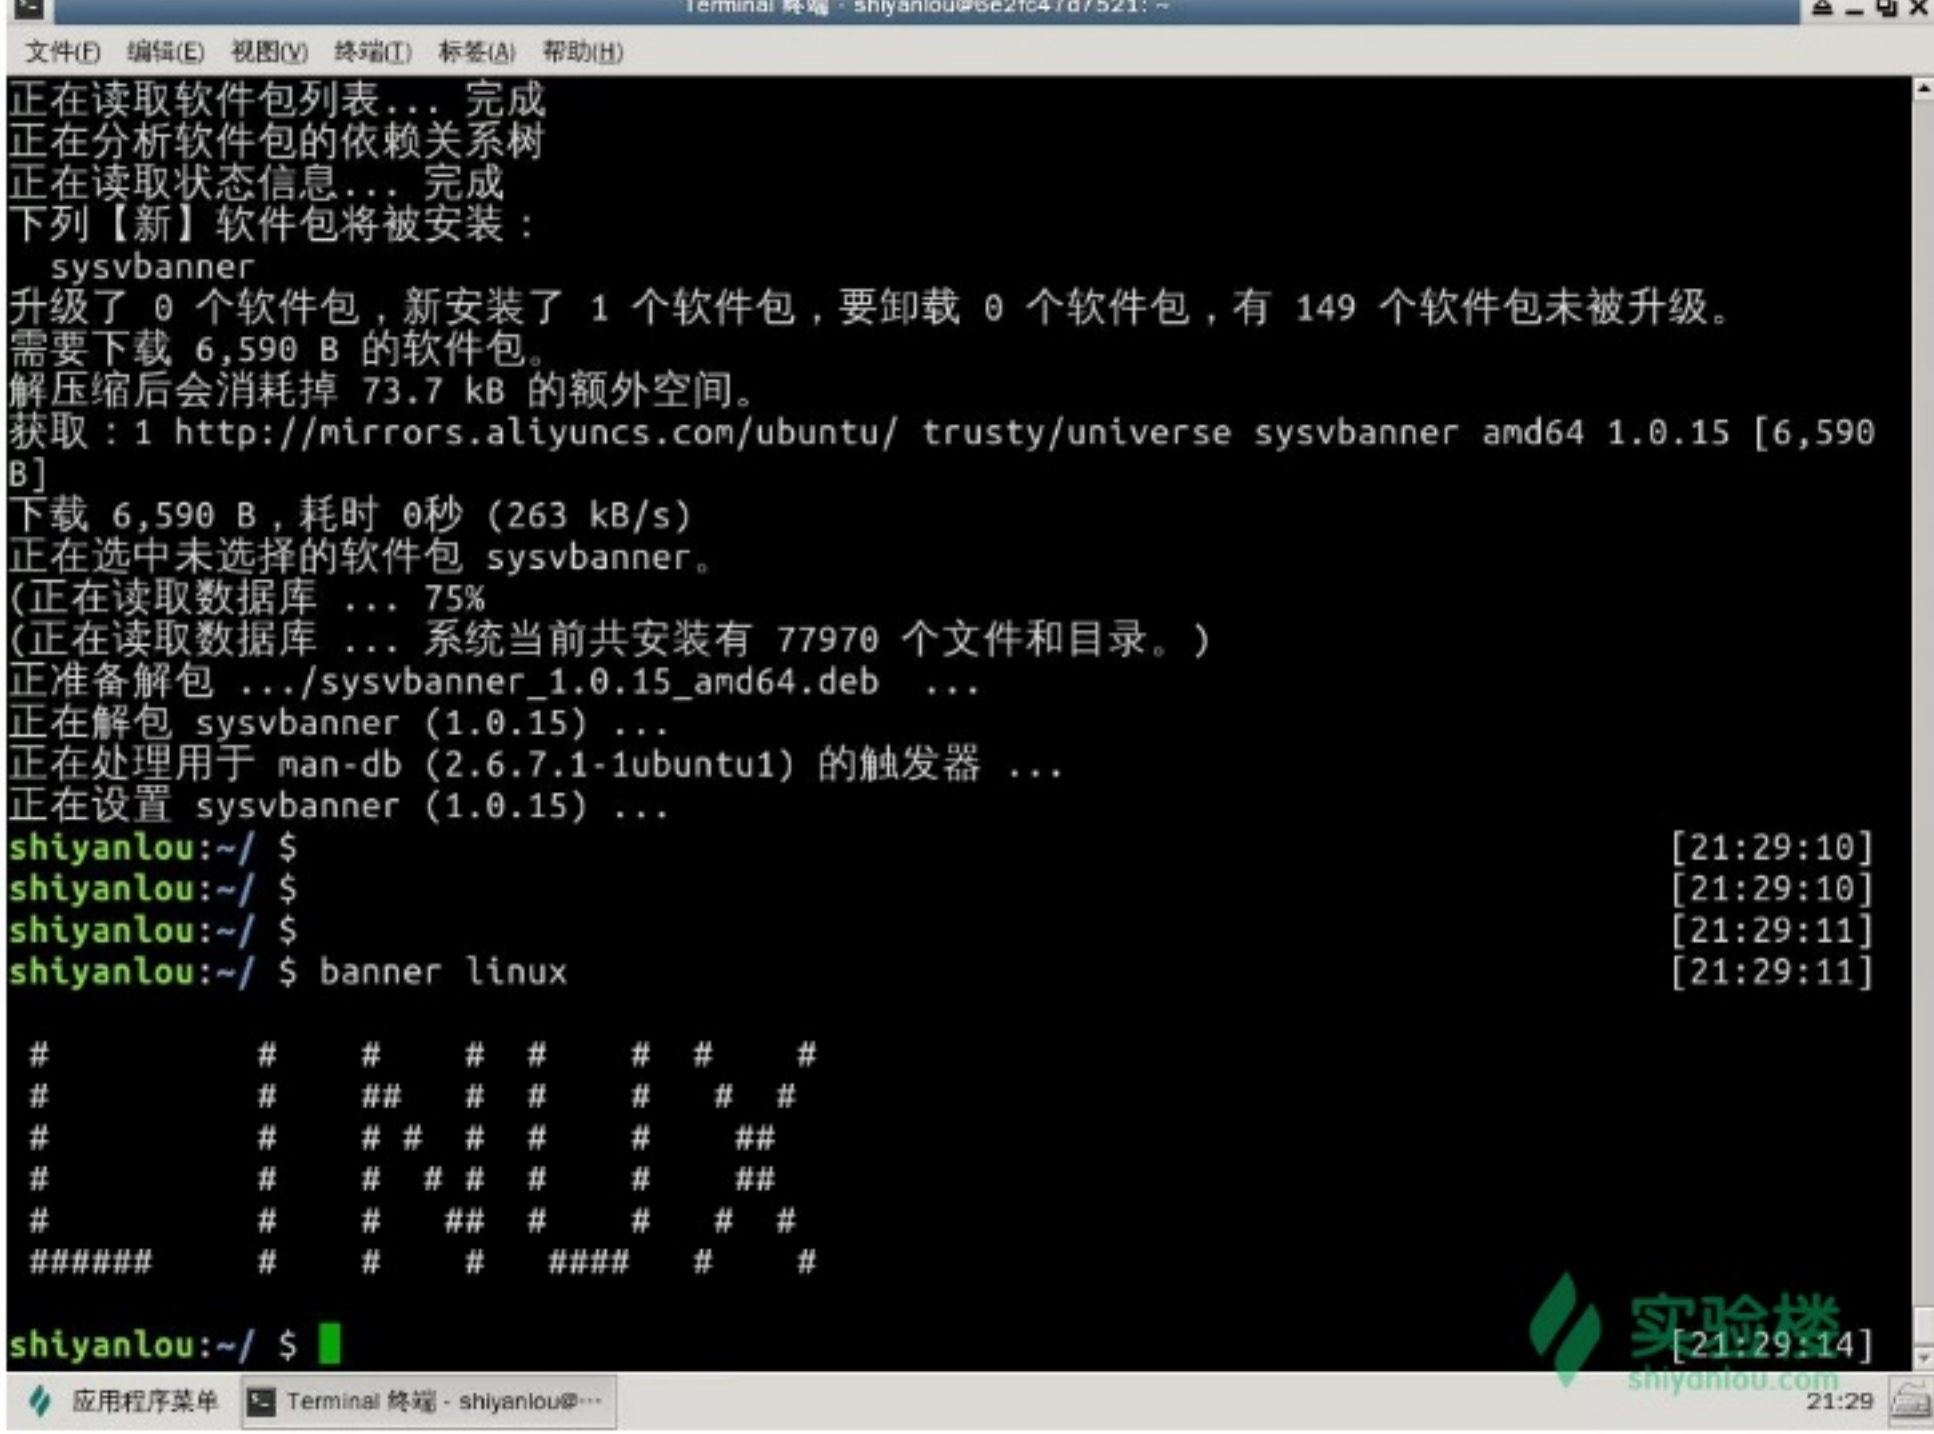 Terminal 终端 - shiyanlou@6e2fc47d7521: ~
文件(F) 编辑(E) 视图(V) 终端(T) 标签(A) 帮助(H)
正在读取软件包列表... 完成
正在分析软件包的依赖关系树
正在读取状态信息... 完成
下列【新】软件包将被安装：
  sysvbanner
升级了 0 个软件包，新安装了 1 个软件包，要卸载 0 个软件包，有 149 个软件包未被升级。
需要下载 6,590 B 的软件包。
解压缩后会消耗掉 73.7 kB 的额外空间。
获取：1 http://mirrors.aliyuncs.com/ubuntu/ trusty/universe sysvbanner amd64 1.0.15 [6,590
B]
下载 6,590 B，耗时 0秒 (263 kB/s)
正在选中未选择的软件包 sysvbanner。
(正在读取数据库 ... 75%
(正在读取数据库 ... 系统当前共安装有 77970 个文件和目录。)
正准备解包 .../sysvbanner_1.0.15_amd64.deb  ...
正在解包 sysvbanner (1.0.15) ...
正在处理用于 man-db (2.6.7.1-1ubuntu1) 的触发器 ...
正在设置 sysvbanner (1.0.15) ...
shiyanlou:~/ $ [21:29:10]
shiyanlou:~/ $ [21:29:10]
shiyanlou:~/ $ [21:29:11]
shiyanlou:~/ $ banner linux [21:29:11]
 #          #    #    #  #    #  #    #
 #          #    ##   #  #    #   #  #
 #          #    # #  #  #    #    ##
 #          #    #  # #  #    #    ##
 #          #    #   ##  #    #   #  #
 ######     #    #    #   ####   #    #
shiyanlou:~/ $ [21:29:14]
实验楼
shiyanlou.com
应用程序菜单 Terminal 终端 - shiyanlou@··· 21:29